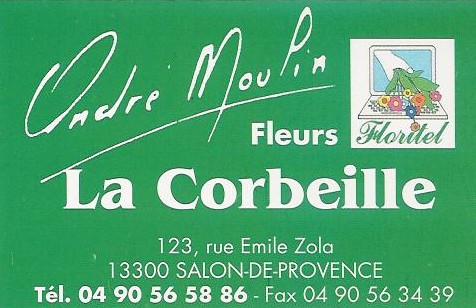 André Moulin
Fleurs
Floritel
La Corbeille
123, rue Emile Zola
13300 SALON-DE-PROVENCE
Tél. 04 90 56 58 86 - Fax 04 90 56 34 39